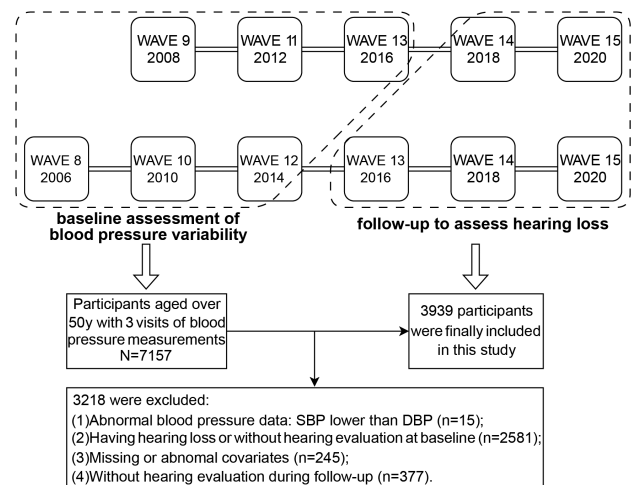 WAVE 9
2008
WAVE 11
2012
WAVE 13
2016
WAVE 14
2018
WAVE 15
2020
WAVE 8
2006
WAVE 10
2010
WAVE 12
2014
WAVE 13
2016
WAVE 14
2018
WAVE 15
2020
baseline assessment of
blood pressure variability
follow-up to assess hearing loss
Participants aged over
50y with 3 visits of blood
pressure measurements
N=7157
3939 participants
were finally included
in this study
3218 were excluded:
(1)Abnormal blood pressure data: SBP lower than DBP (n=15);
(2)Having hearing loss or without hearing evaluation at baseline (n=2581);
(3)Missing or abnomal covariates (n=245);
(4)Without hearing evaluation during follow-up (n=377).